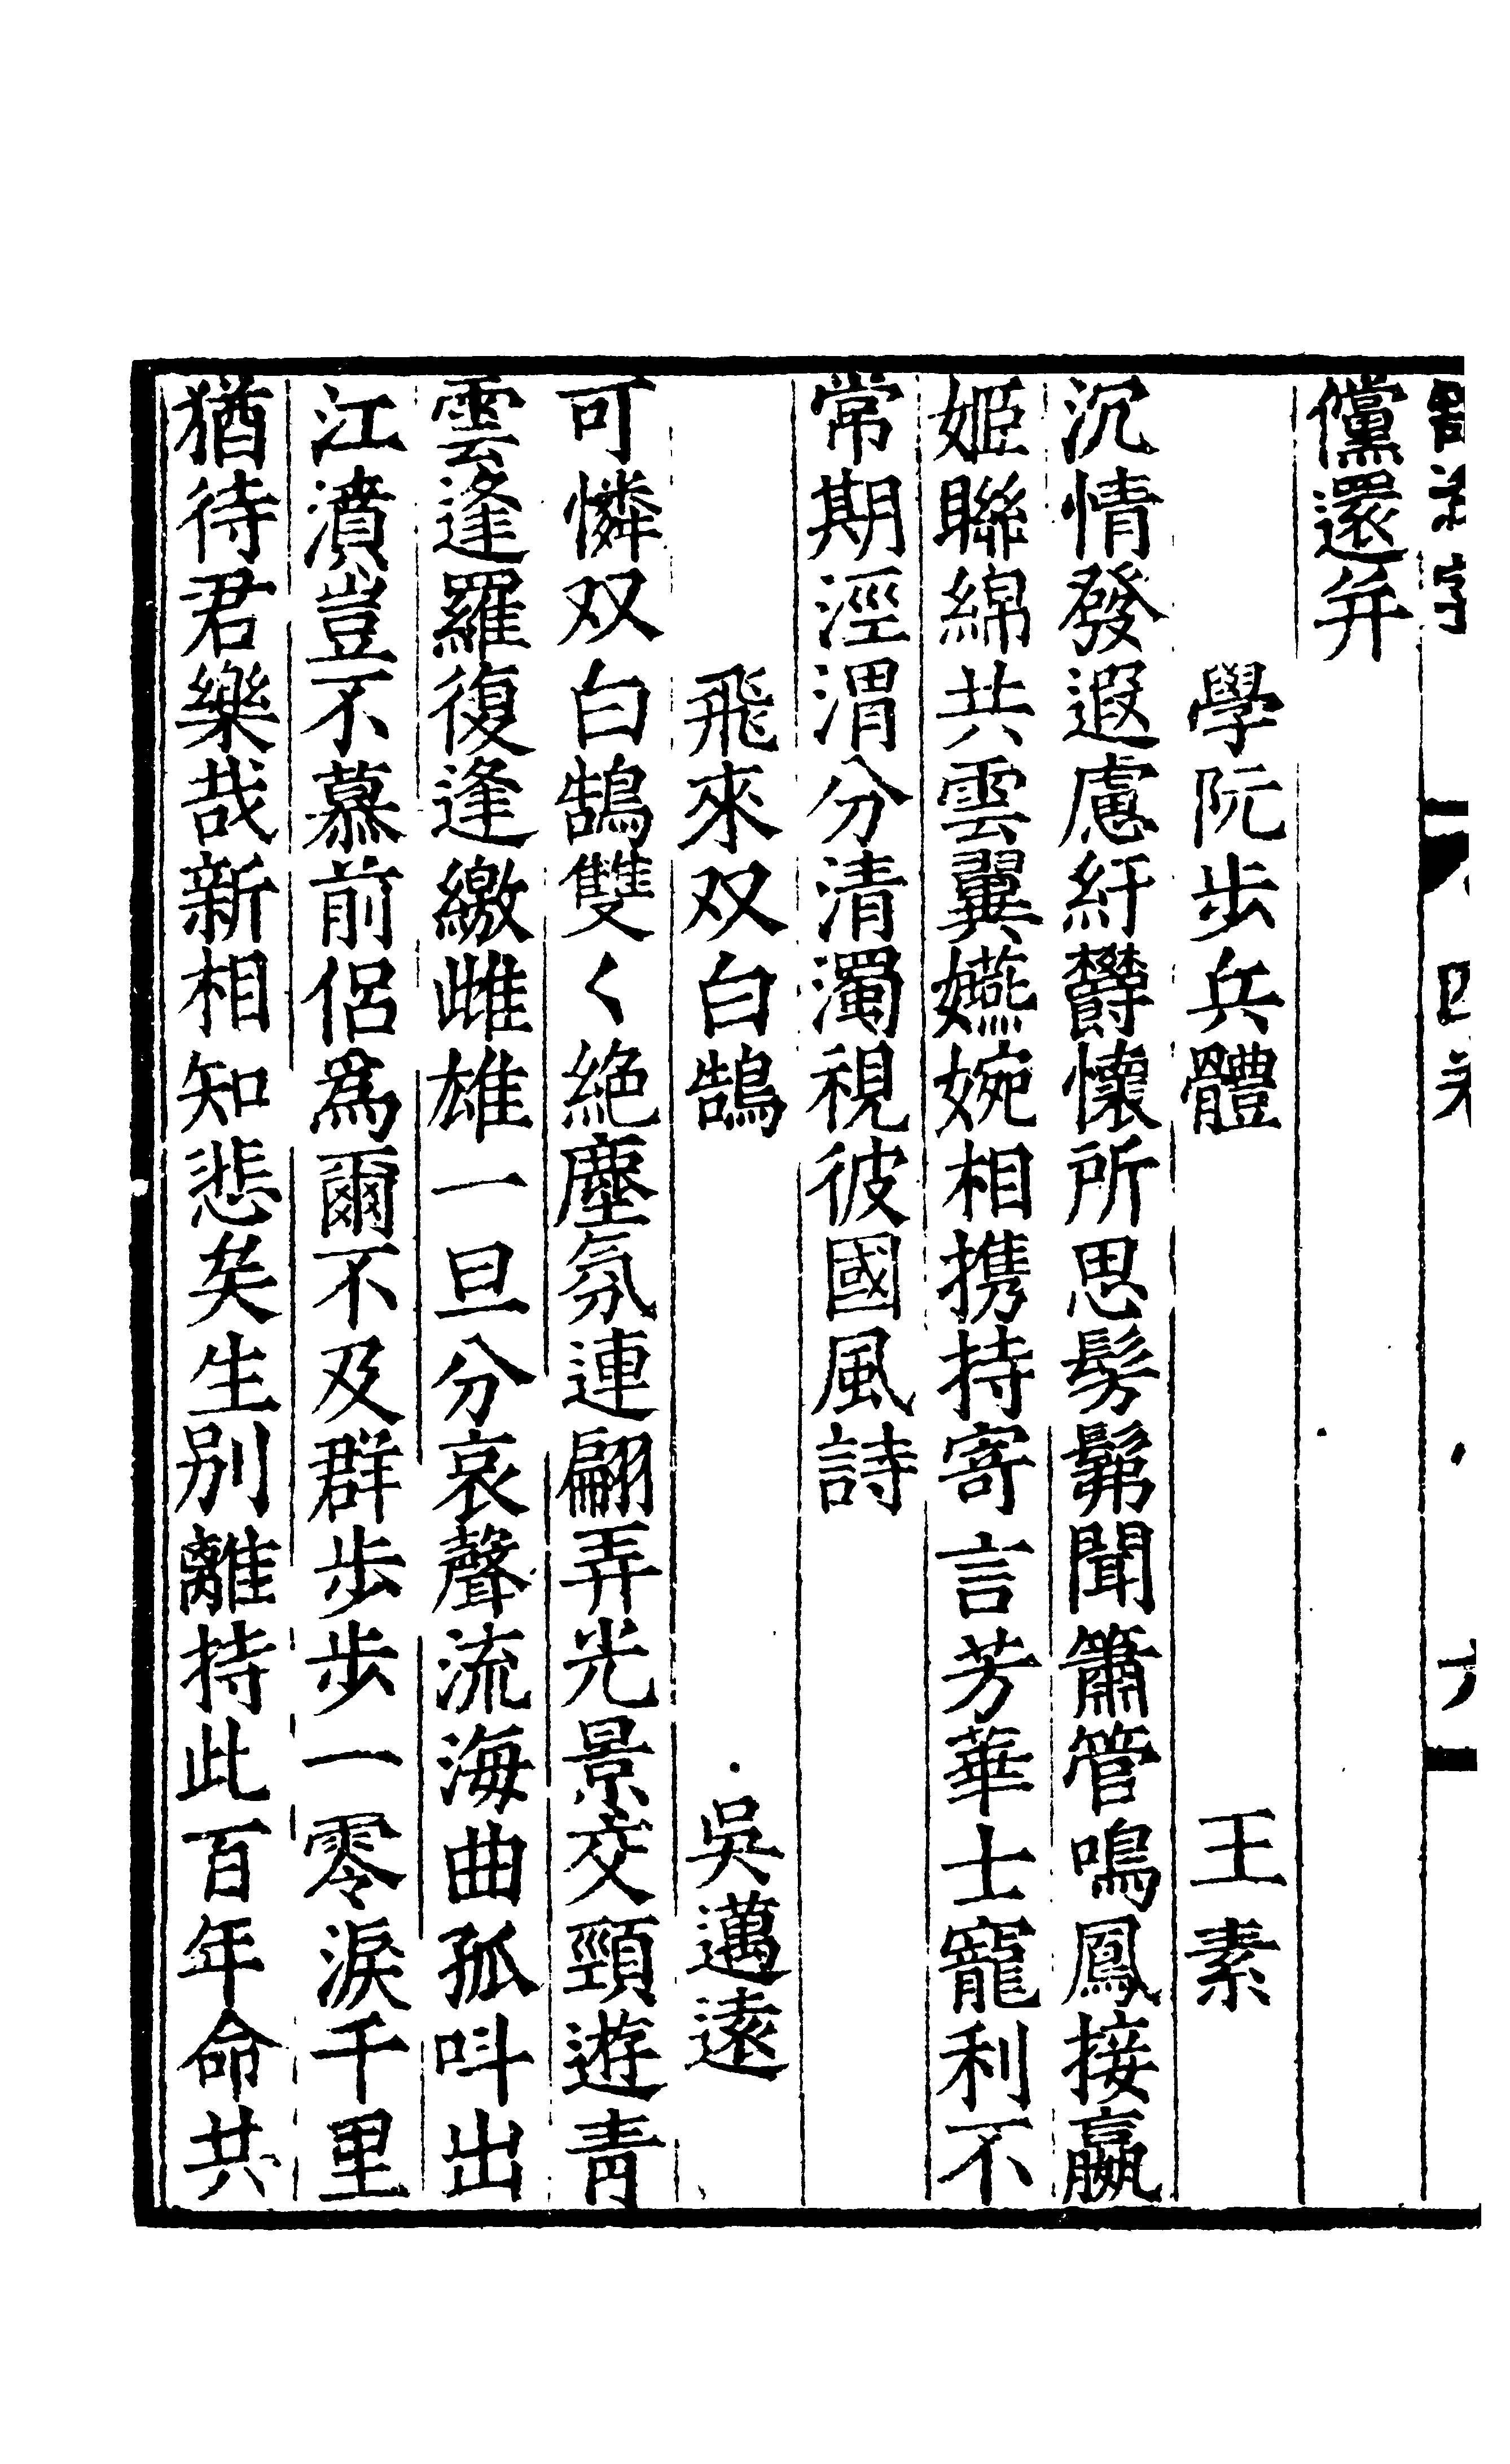 儻還并
學阮步兵體　王素
沉情發遐慮紆欝懷所思髣髴聞簫管鳴鳳接嬴
姬聯綿共雲翼嬿婉相携持寄言芳華士寵利不
常期涇渭分清濁視彼國風詩
飛來双白鵠　吳邁遠
可憐双白鵠雙〱絶塵氛連翩弄光景交頸遊青
雲逢羅復逢繳雌雄一旦分哀聲流海曲孤呌出
江濆豈不慕前侣爲爾不及群步步一零淚千里
猶待君樂哉新相知悲矣生别離持此百年命共